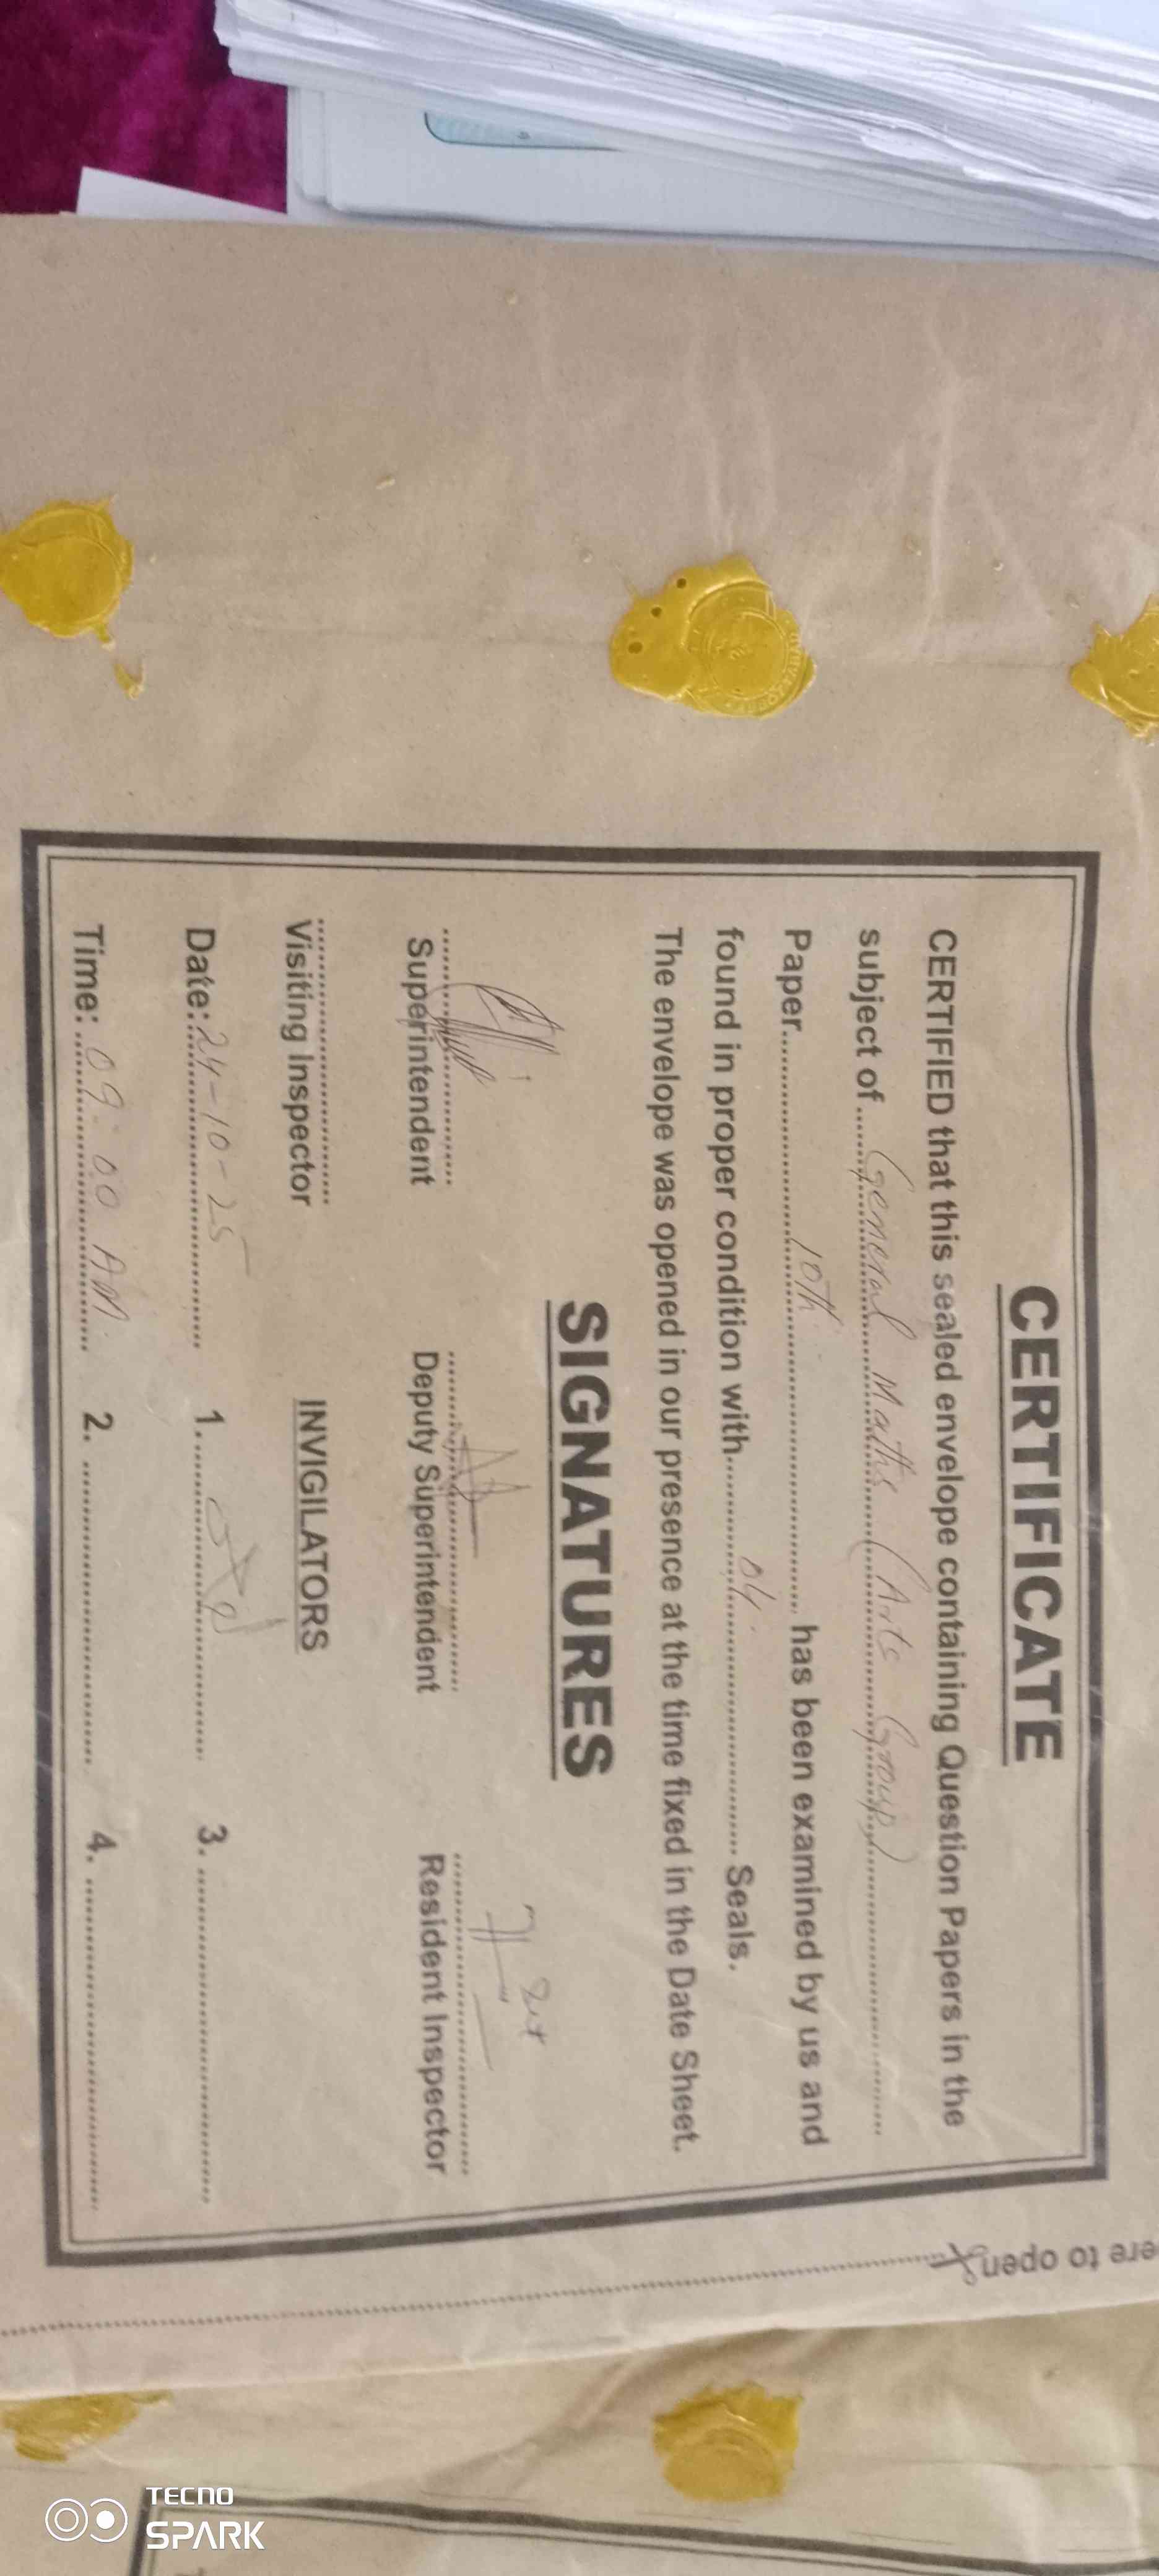 CERTIFICATE
CERTIFIED that this sealed envelope containing Question Papers in the
subject of General Maths (Arts Group)
Paper 10th has been examined by us and
found in proper condition with 04 Seals.
The envelope was opened in our presence at the time fixed in the Date Sheet.
SIGNATURES
Superintendent Deputy Superintendent Resident Inspector
Visiting Inspector INVIGILATORS
Date: 24-10-25 1. 3.
Time: 09:00 AM. 2. 4.
ere to open
TECNO
SPARK